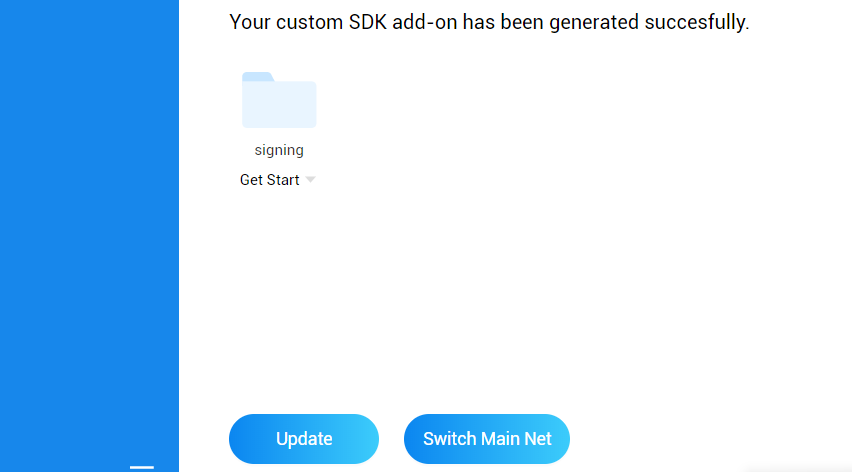 Your custom SDK add-on has been generated succesfully.
signing
Get Start
Update
Switch Main Net